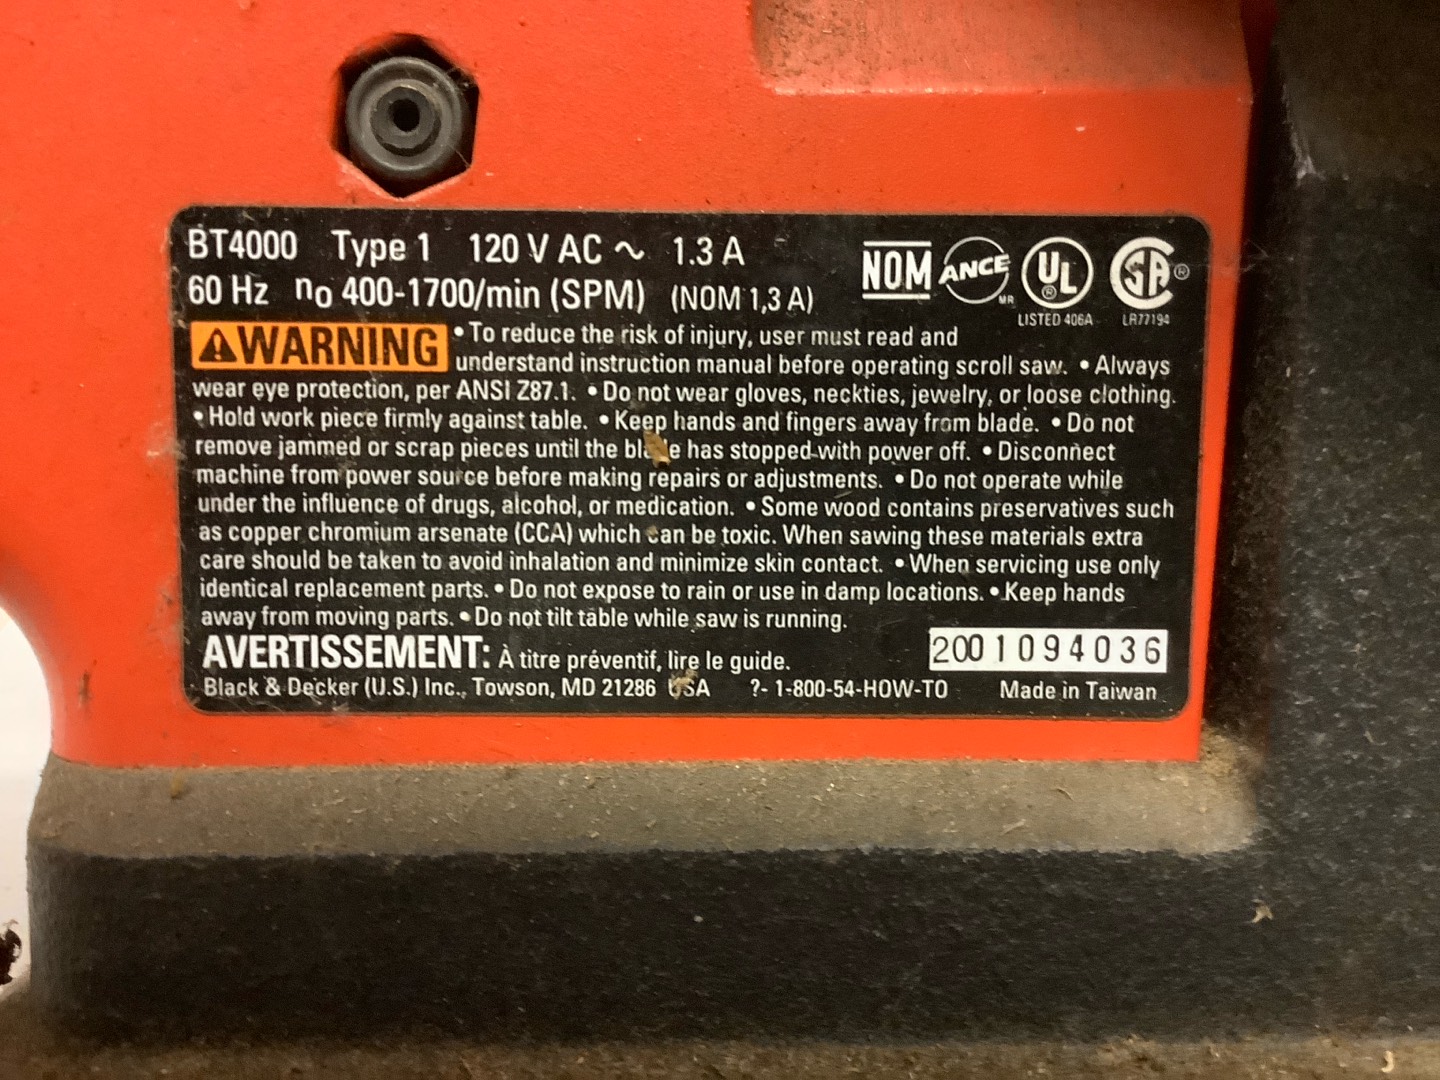 BT4000 Type 1 120 V AC ~ 1.3 A
60 Hz no 400-1700/min (SPM) (NOM 1,3 A)
NOM ANCE MR UL ® SA ®
LISTED 406A LR77194
WARNING • To reduce the risk of injury, user must read and
understand instruction manual before operating scroll saw. • Always
wear eye protection, per ANSI Z87.1. • Do not wear gloves, neckties, jewelry, or loose clothing.
• Hold work piece firmly against table. • Keep hands and fingers away from blade. • Do not
remove jammed or scrap pieces until the blade has stopped with power off. • Disconnect
machine from power source before making repairs or adjustments. • Do not operate while
under the influence of drugs, alcohol, or medication. • Some wood contains preservatives such
as copper chromium arsenate (CCA) which can be toxic. When sawing these materials extra
care should be taken to avoid inhalation and minimize skin contact. • When servicing use only
identical replacement parts. • Do not expose to rain or use in damp locations. • Keep hands
away from moving parts. • Do not tilt table while saw is running.
AVERTISSEMENT: À titre préventif, lire le guide.
2001094036
Black & Decker (U.S.) Inc., Towson, MD 21286 USA ?- 1-800-54-HOW-TO Made in Taiwan